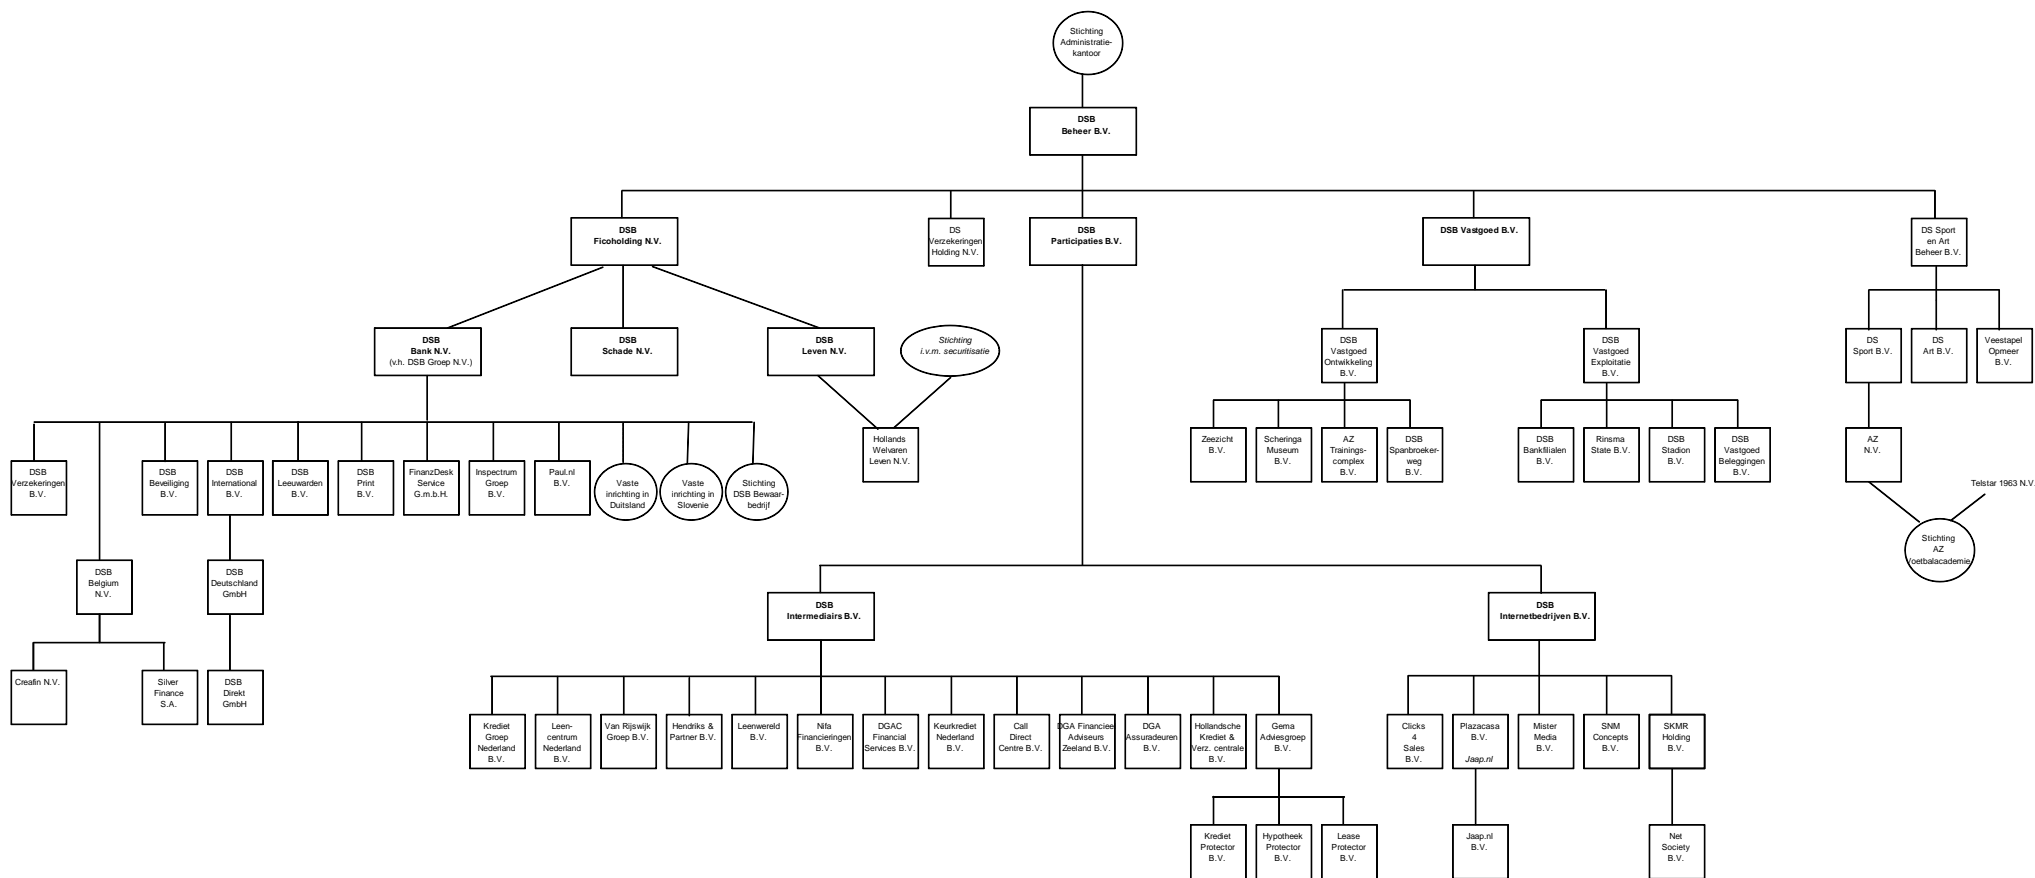 Stichting
Administratie-
kantoor
DSB
Beheer B.V.
DSB
Ficoholding N.V.
DS
Verzekeringen
Holding N.V.
DSB
Participaties B.V.
DSB Vastgoed B.V.
DS Sport
en Art
Beheer B.V.
DSB
Bank N.V.
(v.h. DSB Groep N.V.)
DSB
Schade N.V.
DSB
Leven N.V.
Stichting
i.v.m. securitisatie
DSB
Vastgoed
Ontwikkeling
B.V.
DSB
Vastgoed
Exploitatie
B.V.
DS
Sport B.V.
DS
Art B.V.
Veestapel
Opmeer
B.V.
Hollands
Welvaren
Leven N.V.
Zeezicht
B.V.
Scheringa
Museum
B.V.
AZ
Trainings-
complex
B.V.
DSB
Spanbroeker-
weg
B.V.
DSB
Bankfilialen
B.V.
Rinsma
State B.V.
DSB
Stadion
B.V.
DSB
Vastgoed
Beleggingen
B.V.
AZ
N.V.
DSB
Verzekeringen
B.V.
DSB
Beveiliging
B.V.
DSB
International
B.V.
DSB
Leeuwarden
B.V.
DSB
Print
B.V.
FinanzDesk
Service
G.m.b.H.
Inspectrum
Groep
B.V.
Paul.nl
B.V.
Vaste
inrichting in
Duitsland
Vaste
inrichting in
Slovenie
Stichting
DSB Bewaar-
bedrijf
Telstar 1963 N.V.
Stichting
AZ
Voetbalacademie
DSB
Belgium
N.V.
DSB
Deutschland
GmbH
DSB
Intermediairs B.V.
DSB
Internetbedrijven B.V.
Creafin N.V.
Silver
Finance
S.A.
DSB
Direkt
GmbH
Krediet
Groep
Nederland
B.V.
Leen-
centrum
Nederland
B.V.
Van Rijswijk
Groep B.V.
Hendriks &
Partner B.V.
Leenwereld
B.V.
Nifa
Financieringen
B.V.
DGAC
Financial
Services B.V.
Keurkrediet
Nederland
B.V.
Call
Direct
Centre B.V.
DGA Financieel
Adviseurs
Zeeland B.V.
DGA
Assuradeuren
B.V.
Hollandsche
Krediet &
Verz. centrale
B.V.
Gema
Adviesgroep
B.V.
Clicks
4
Sales
B.V.
Plazacasa
B.V.
Jaap.nl
Mister
Media
B.V.
SNM
Concepts
B.V.
SKMR
Holding
B.V.
Krediet
Protector
B.V.
Hypotheek
Protector
B.V.
Lease
Protector
B.V.
Jaap.nl
B.V.
Net
Society
B.V.